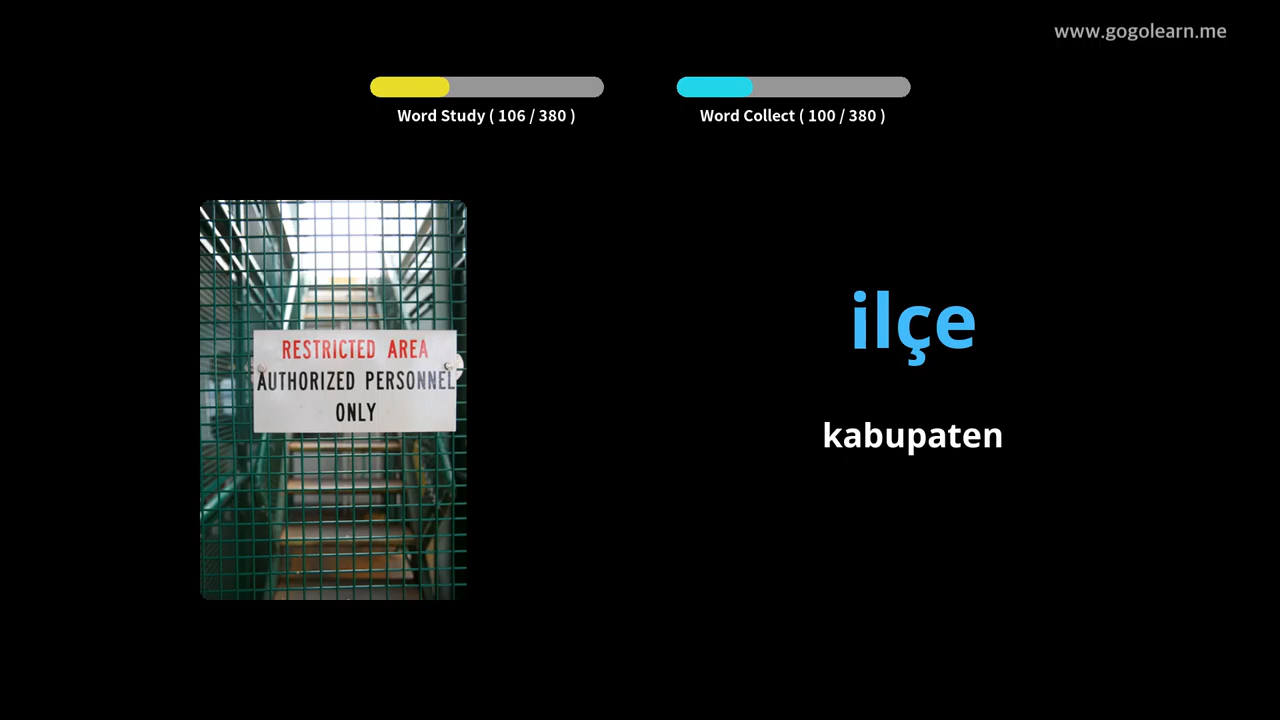 www.gogolearn.me
Word Study ( 106 / 380 )
Word Collect ( 100 / 380 )
RESTRICTED AREA
AUTHORIZED PERSONNEL
ONLY
ilçe
kabupaten